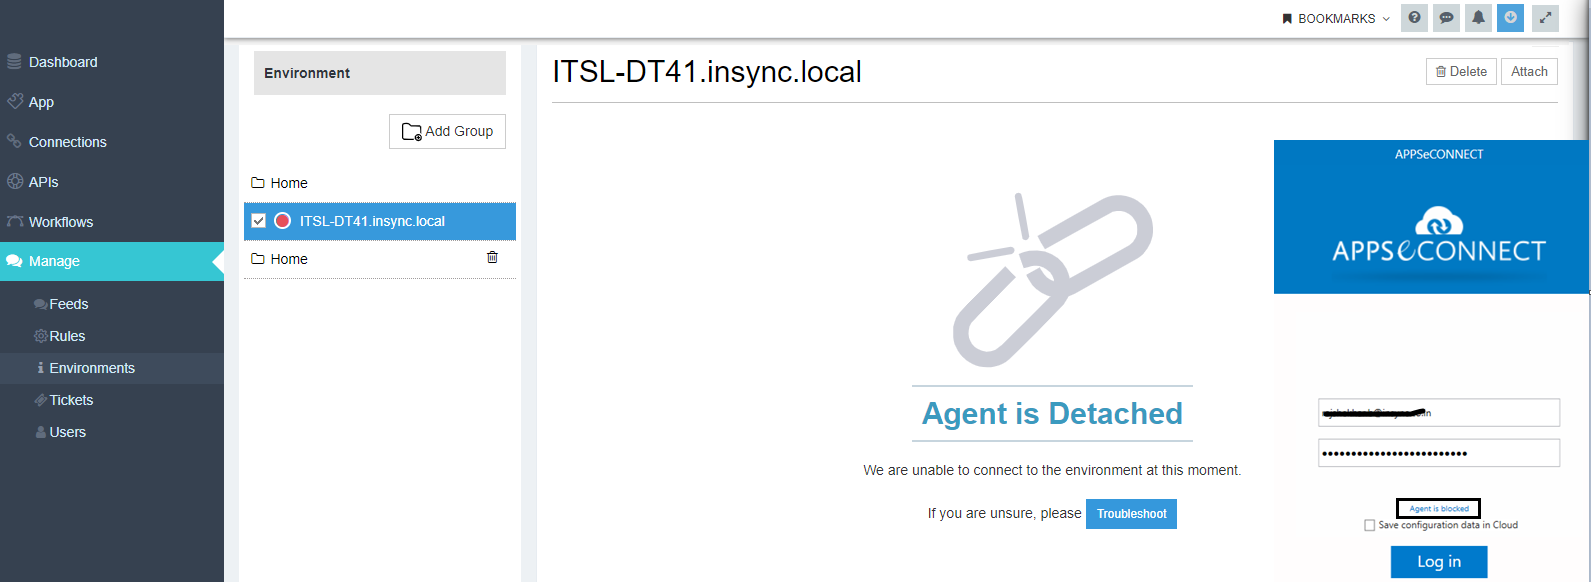 BOOKMARKS
Dashboard
App
Connections
APIs
Workflows
Manage
Feeds
Rules
Environments
Tickets
Users
Environment
Add Group
Home
ITSL-DT41.insync.local
Home
ITSL-DT41.insync.local
Delete
Attach
Agent is Detached
We are unable to connect to the environment at this moment.
If you are unsure, please Troubleshoot
APPSeCONNECT
APPSeCONNECT
Agent is blocked
Save configuration data in Cloud
Log in